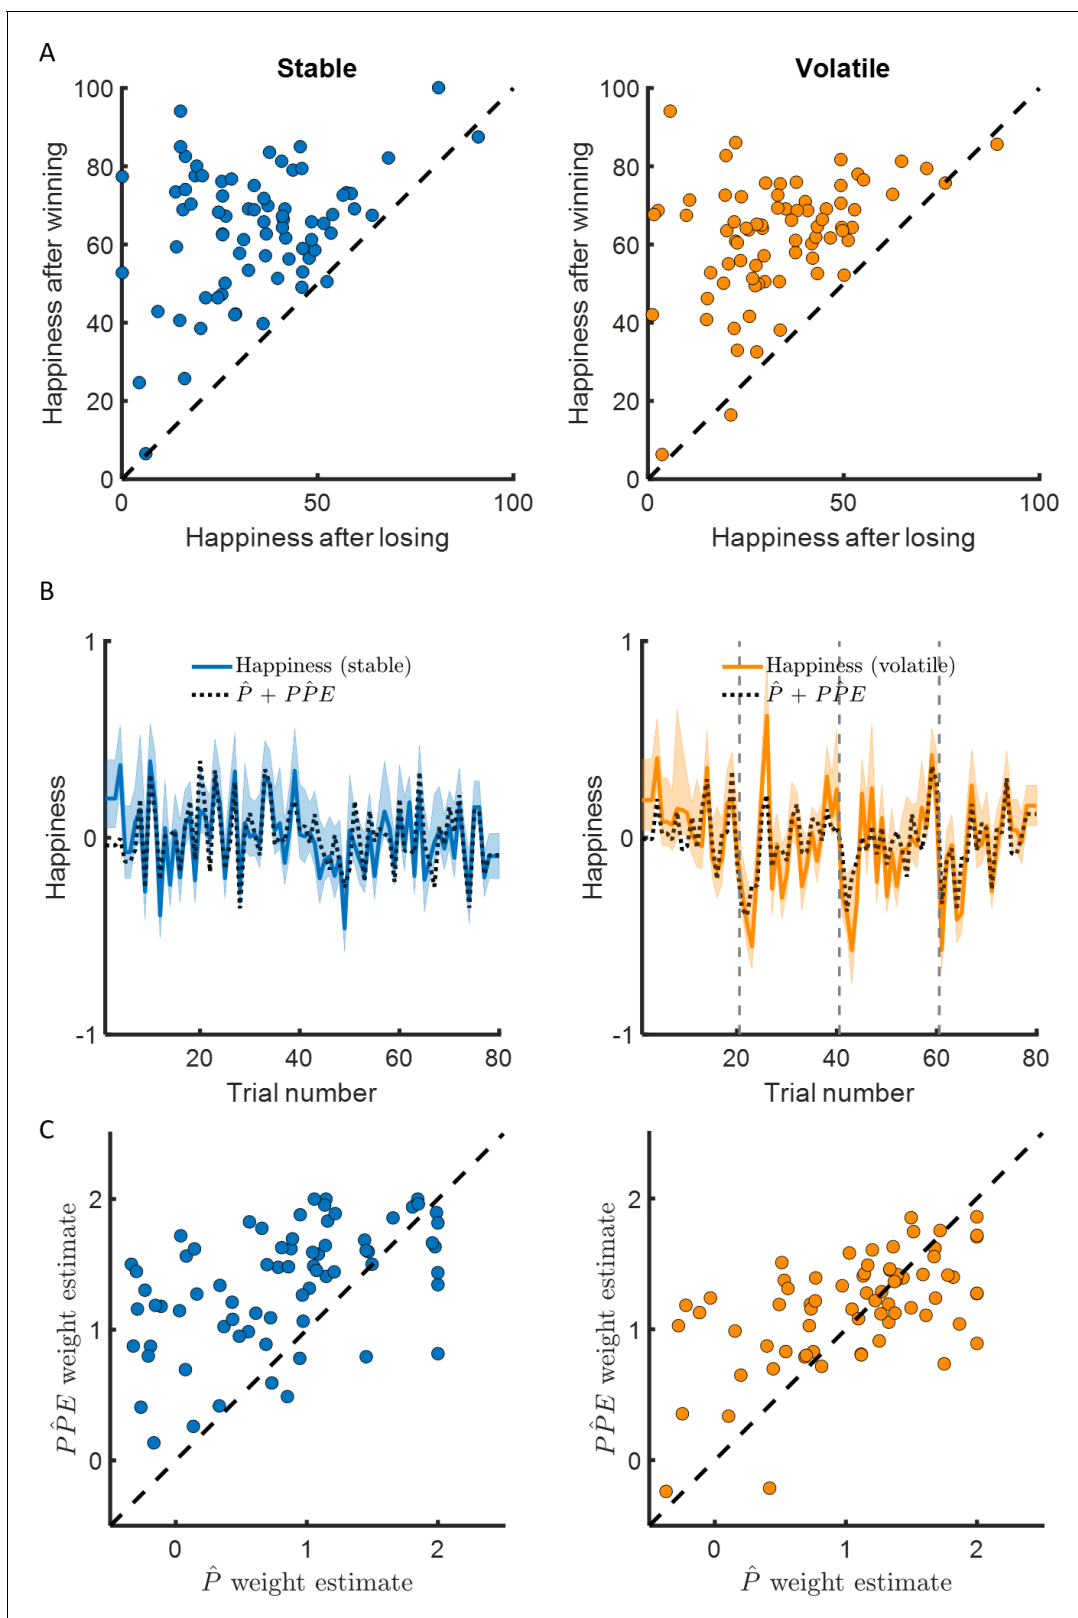 A
Stable
Volatile
100
80
60
40
20
0
0
50
100
Happiness after winning
Happiness after losing
100
80
60
40
20
0
0
50
100
Happiness after winning
Happiness after losing
B
1
0
-1
Happiness
Happiness (stable)
P̂ + PP̂E
20
40
60
80
Trial number
1
0
-1
Happiness
Happiness (volatile)
P̂ + PP̂E
20
40
60
80
Trial number
C
2
1
0
PP̂E weight estimate
0
1
2
P̂ weight estimate
2
1
0
PP̂E weight estimate
0
1
2
P̂ weight estimate